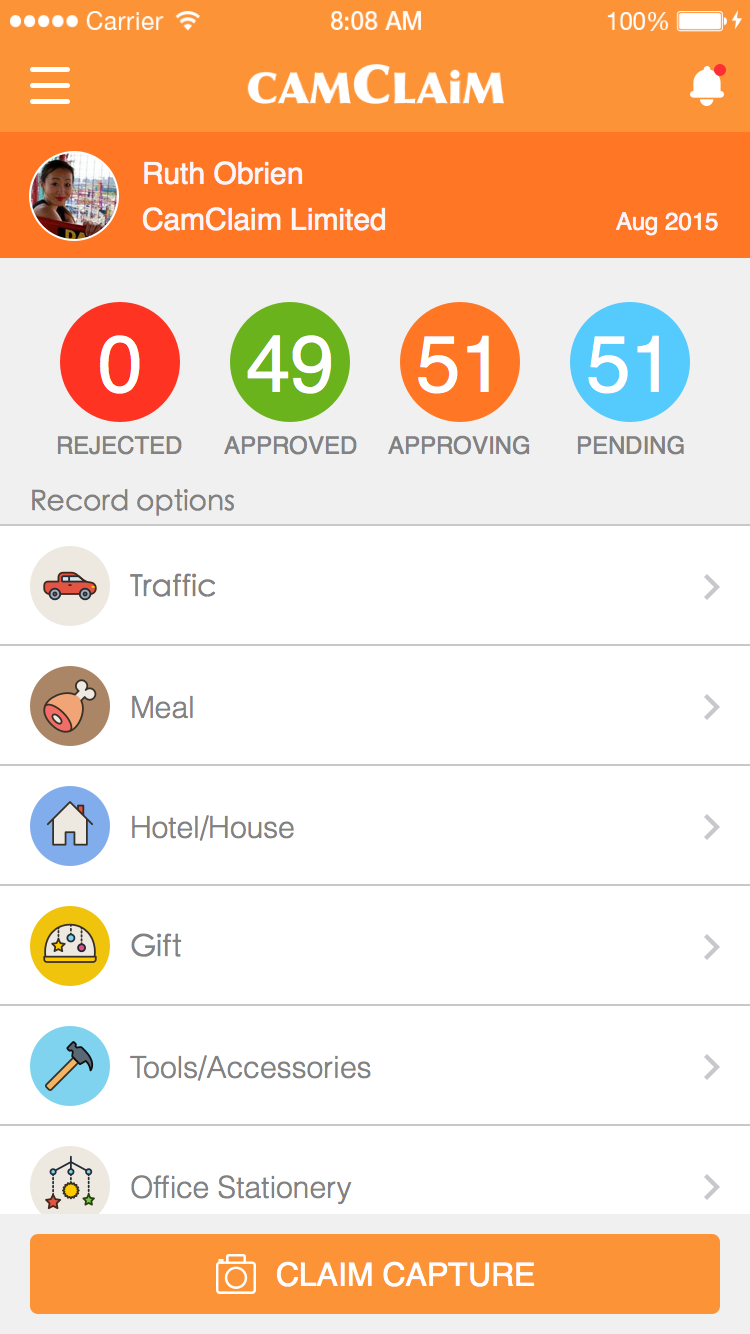 Carrier 8:08 AM 100%
CAMCLAiM
Ruth Obrien
CamClaim Limited Aug 2015
0 49 51 51
REJECTED APPROVED APPROVING PENDING
Record options
Traffic
Meal
Hotel/House
Gift
Tools/Accessories
Office Stationery
CLAIM CAPTURE